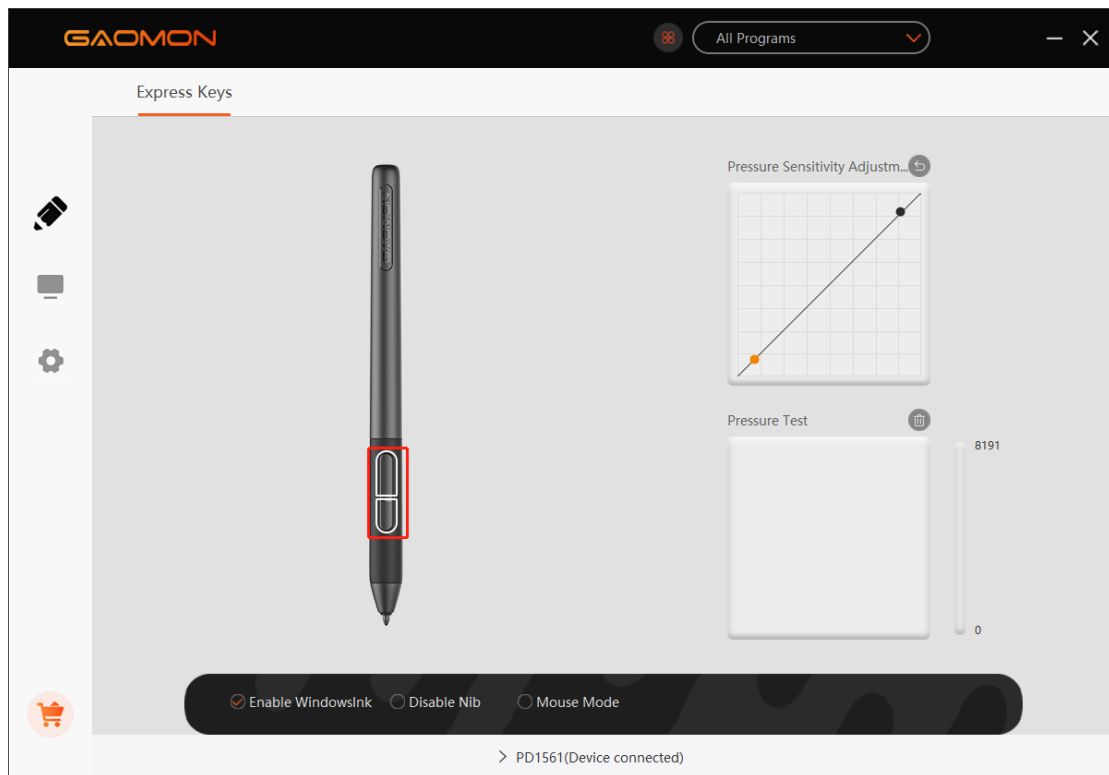 GAOMON
All Programs
Express Keys
Pressure Sensitivity Adjustm...
GAOMON
Pressure Test
8191
0
Enable WindowsInk
Disable Nib
Mouse Mode
PD1561(Device connected)